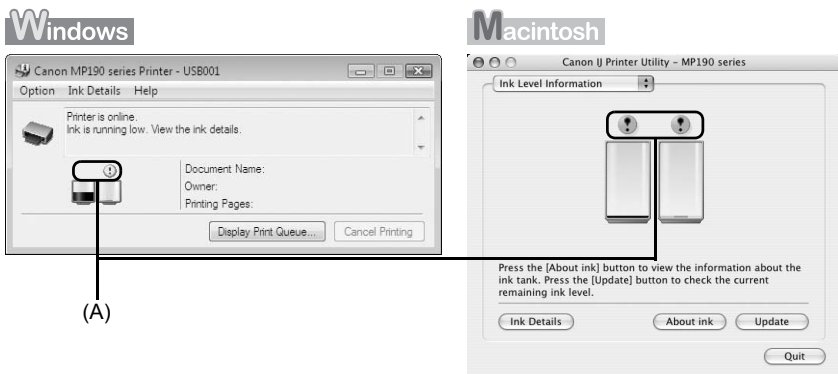 Windows
Canon MP190 series Printer - USB001
Option Ink Details Help
Printer is online.
Ink is running low. View the ink details.
Document Name:
Owner:
Printing Pages:
Display Print Queue... Cancel Printing
(A)
Macintosh
Canon IJ Printer Utility – MP190 series
Ink Level Information
Press the [About ink] button to view the information about the
ink tank. Press the [Update] button to check the current
remaining ink level.
Ink Details About ink Update
Quit